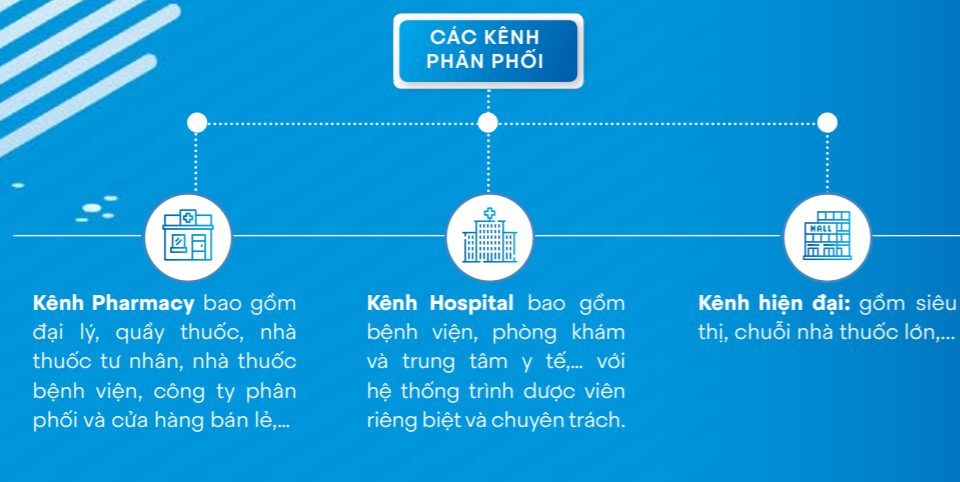 CÁC KÊNH
PHÂN PHỐI
MALL
Kênh Pharmacy bao gồm
đại lý, quầy thuốc, nhà
thuốc tư nhân, nhà thuốc
bệnh viện, công ty phân
phối và cửa hàng bán lẻ,...
Kênh Hospital bao gồm
bệnh viện, phòng khám
và trung tâm y tế,... với
hệ thống trình dược viên
riêng biệt và chuyên trách.
Kênh hiện đại: gồm siêu
thị, chuỗi nhà thuốc lớn,...